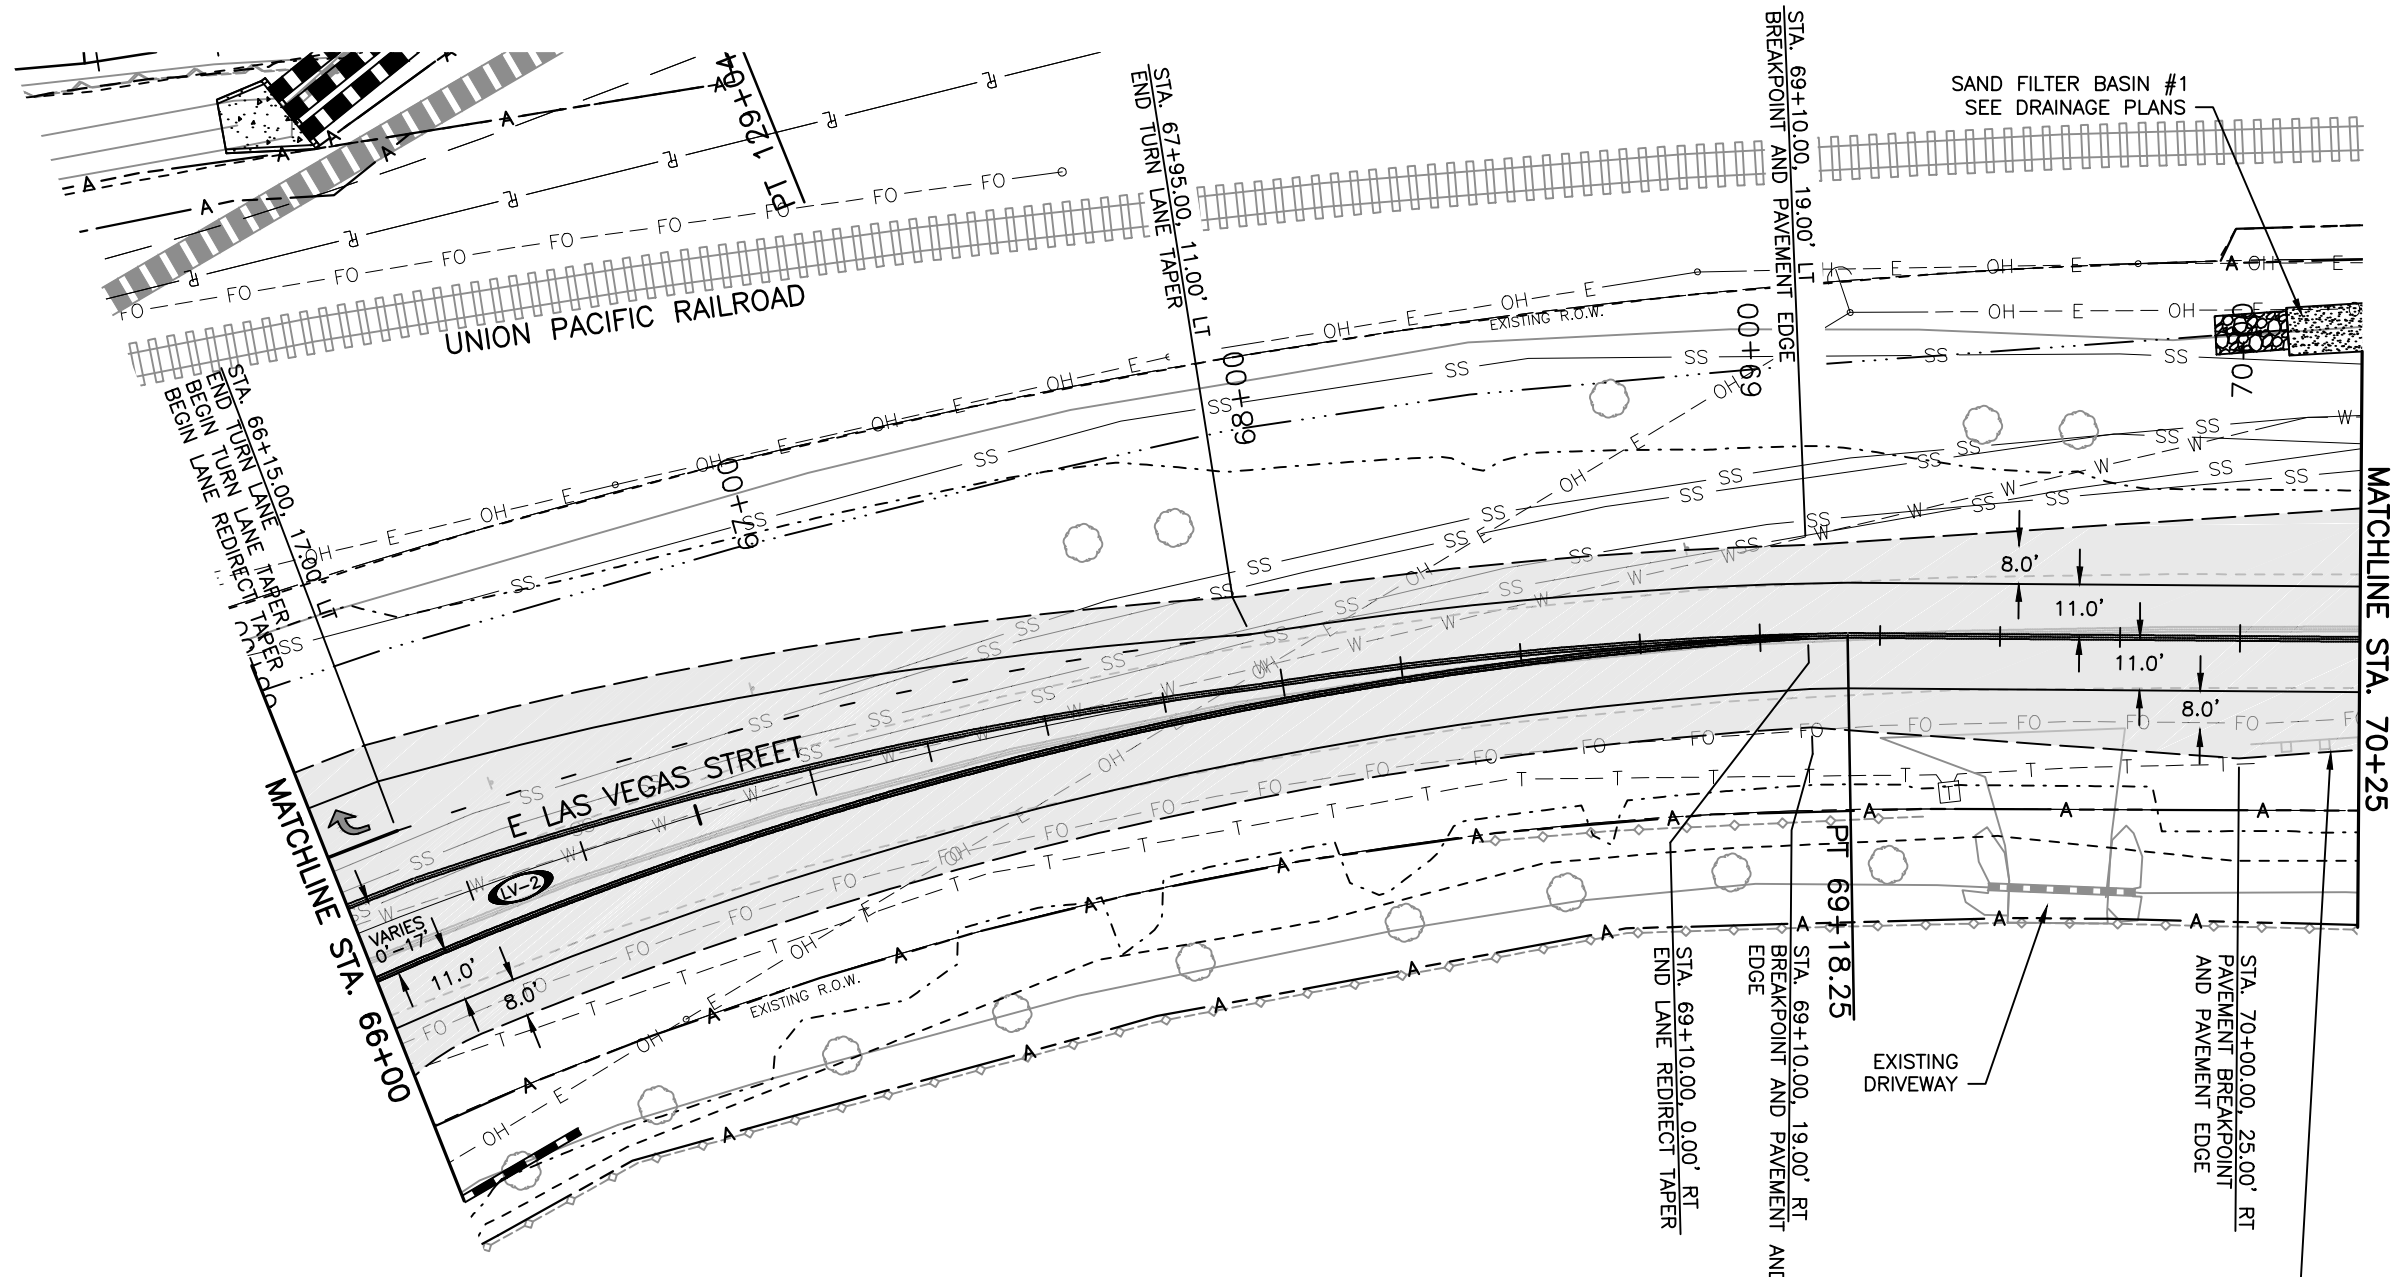 STA. 69+10.00, 19.00' LT
BREAKPOINT AND PAVEMENT EDGE
SAND FILTER BASIN #1
SEE DRAINAGE PLANS
STA. 67+95.00, 11.00' LT
END TURN LANE TAPER
PT 129+04
UNION PACIFIC RAILROAD
STA. 66+15.00, 17.00' LT
END TURN LANE TAPER
BEGIN TURN LANE TAPER
BEGIN LANE REDIRECT TAPER
EXISTING R.O.W.
67+00
68+00
69+00
70
MATCHLINE STA. 70+25
8.0'
11.0'
11.0'
8.0'
E LAS VEGAS STREET
LV-2
MATCHLINE STA. 66+00
VARIES
0'-17'
11.0'
8.0'
EXISTING R.O.W.
PT 69+18.25
STA. 69+10.00, 0.00' RT
END LANE REDIRECT TAPER
STA. 69+10.00, 19.00' RT
BREAKPOINT AND PAVEMENT AND
EDGE
EXISTING
DRIVEWAY
STA. 70+00.00, 25.00' RT
PAVEMENT BREAKPOINT
AND PAVEMENT EDGE